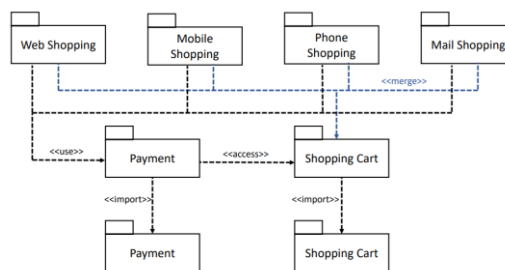 Web Shopping
Mobile
Shopping
Phone
Shopping
Mail Shopping
<<merge>>
<<use>>
Payment
<<access>>
Shopping Cart
<<import>>
<<import>>
Payment
Shopping Cart